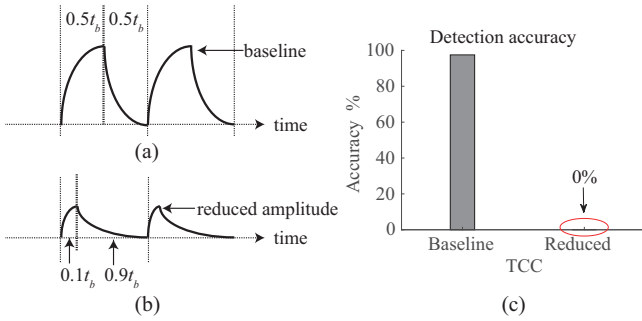 0.5t_b 0.5t_b
baseline
time
(a)
reduced amplitude
time
0.1t_b 0.9t_b
(b)
Detection accuracy
100
80
60
40
20
0
Accuracy %
0%
Baseline Reduced
TCC
(c)